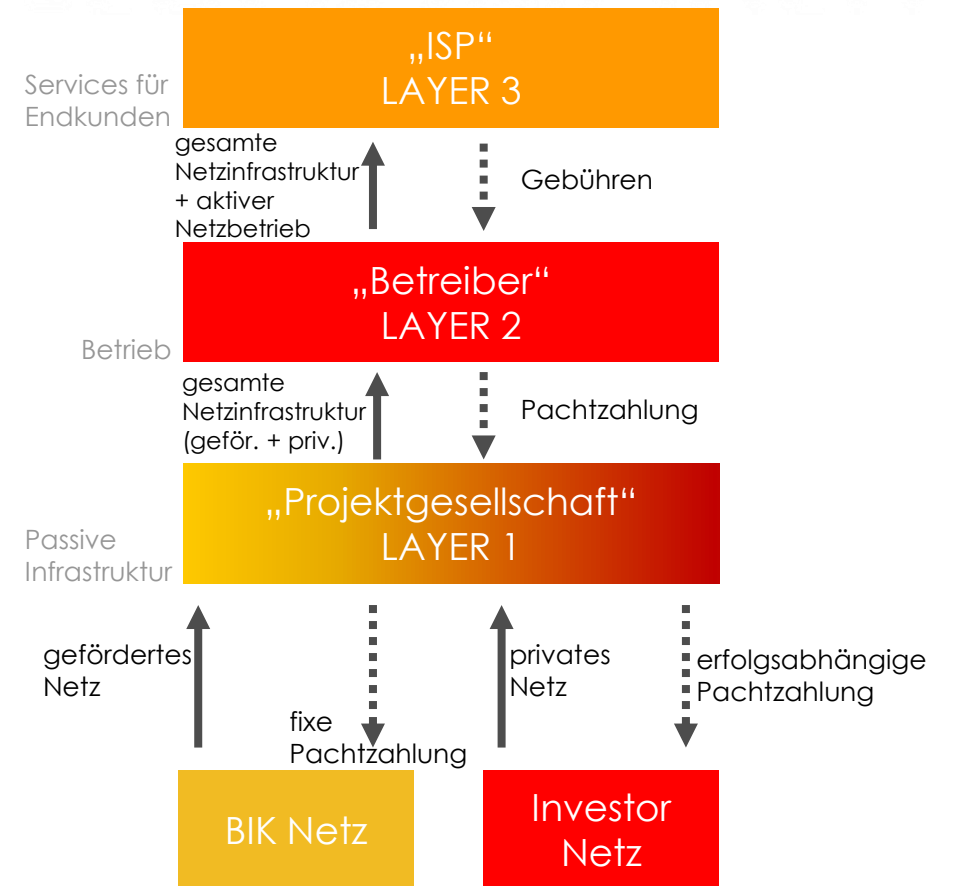 „ISP“
LAYER 3
Services für
Endkunden
gesamte
Netzinfrastruktur
+ aktiver
Netzbetrieb
Gebühren
„Betreiber“
LAYER 2
Betrieb
gesamte
Netzinfrastruktur
(geför. + priv.)
Pachtzahlung
„Projektgesellschaft“
LAYER 1
Passive
Infrastruktur
gefördertes
Netz
fixe
Pachtzahlung
privates
Netz
erfolgsabhängige
Pachtzahlung
BIK Netz
Investor
Netz